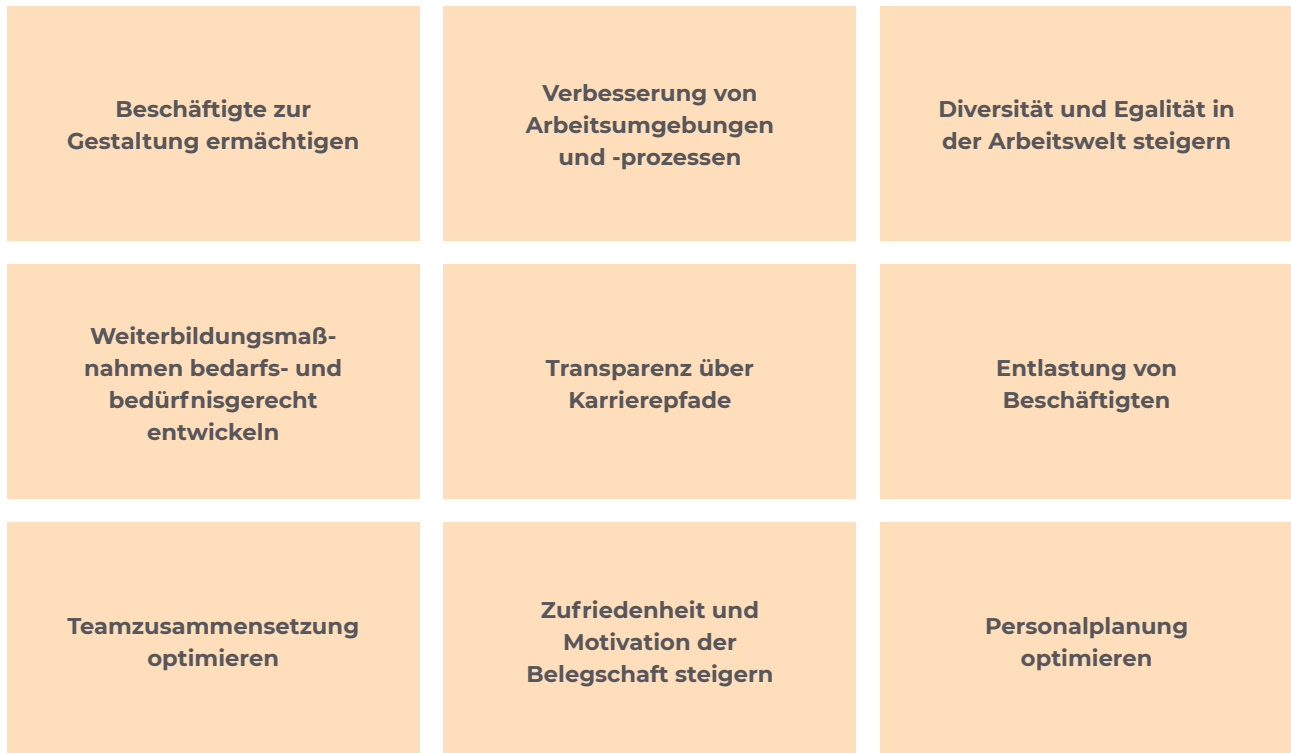 Beschäftigte zur
Gestaltung ermächtigen
Verbesserung von
Arbeitsumgebungen
und -prozessen
Diversität und Egalität in
der Arbeitswelt steigern
Weiterbildungsmaß-
nahmen bedarfs- und
bedürfnisgerecht
entwickeln
Transparenz über
Karrierepfade
Entlastung von
Beschäftigten
Teamzusammensetzung
optimieren
Zufriedenheit und
Motivation der
Belegschaft steigern
Personalplanung
optimieren